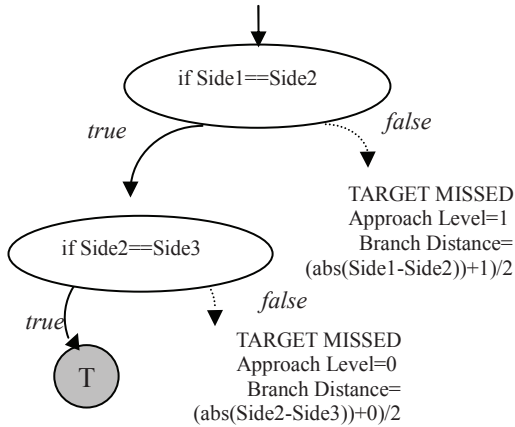 if Side1==Side2
true
false
TARGET MISSED
Approach Level=1
Branch Distance=
(abs(Side1-Side2))+1)/2
if Side2==Side3
true
false
T
TARGET MISSED
Approach Level=0
Branch Distance=
(abs(Side2-Side3))+0)/2